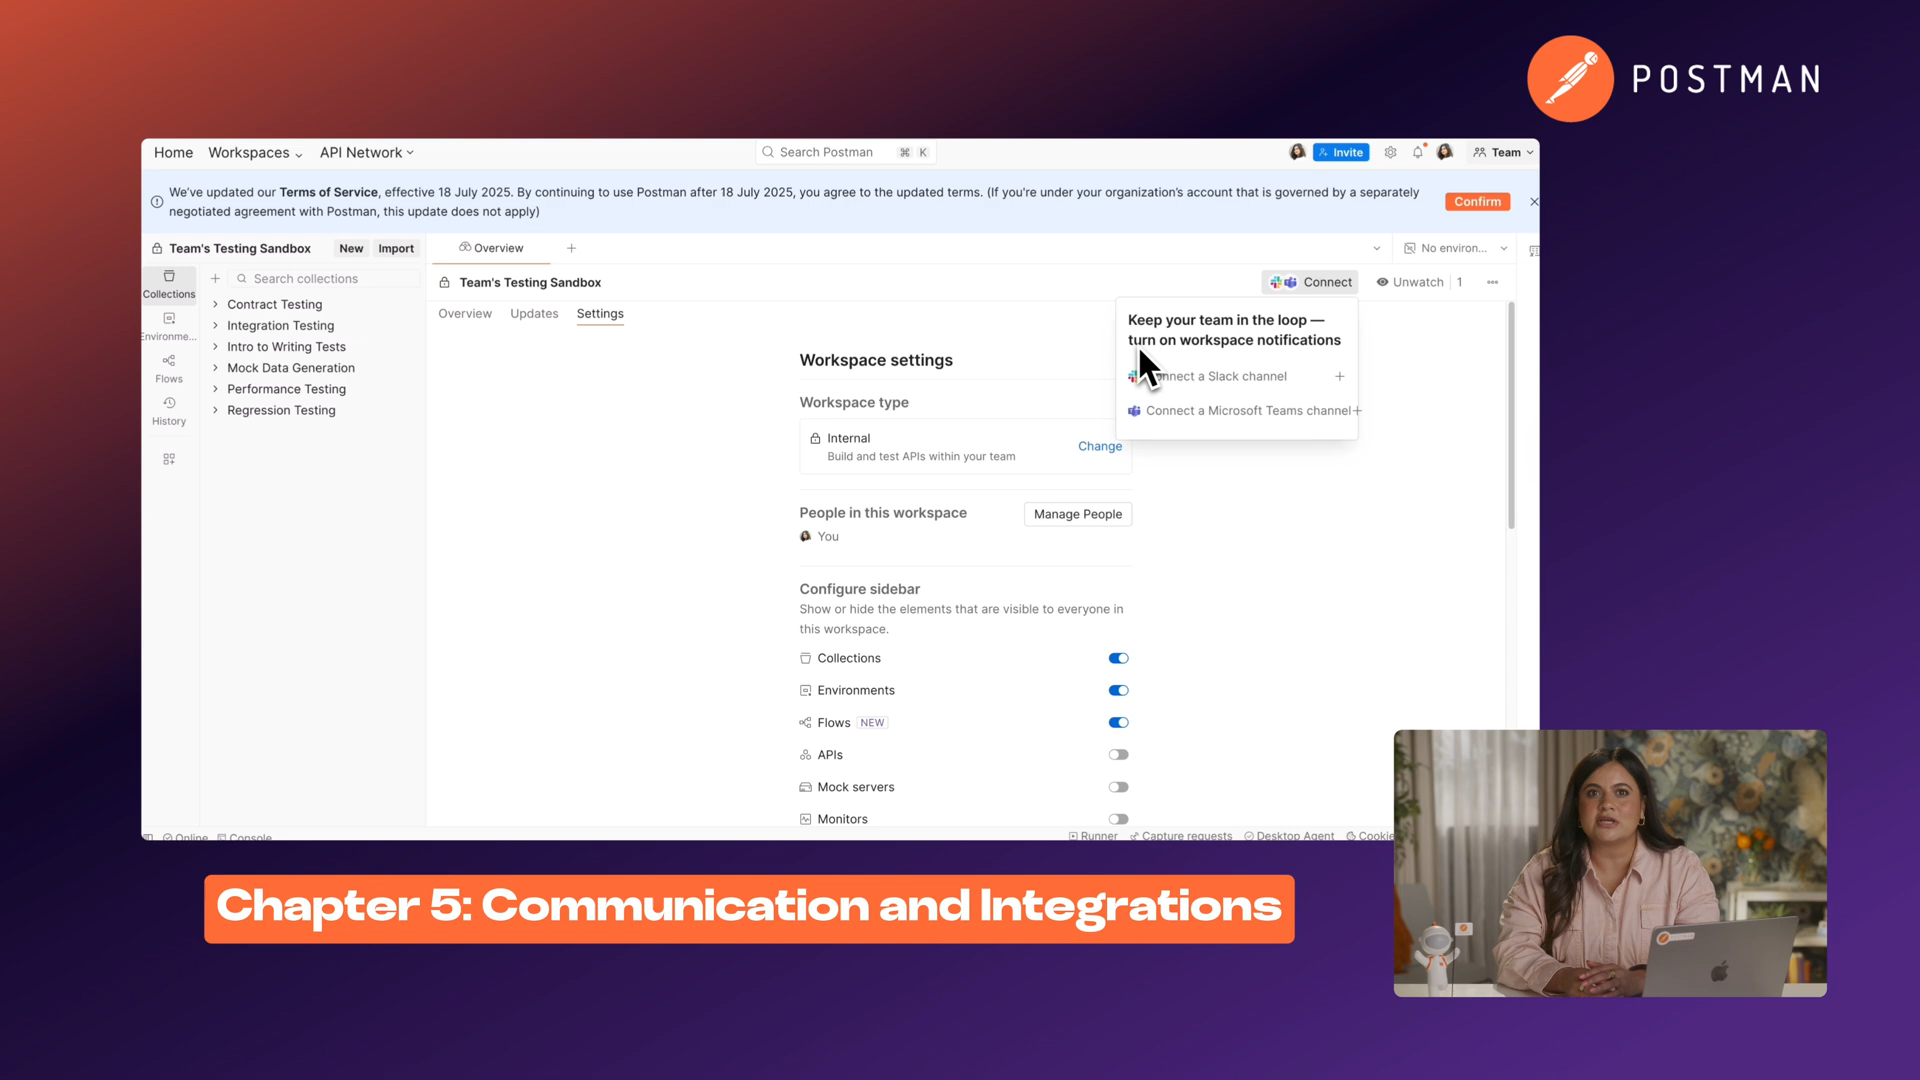 POSTMAN
Home Workspaces API Network Search Postman ⌘ K Invite Team
We've updated our Terms of Service, effective 18 July 2025. By continuing to use Postman after 18 July 2025, you agree to the updated terms. (If you're under your organization's account that is governed by a separately
negotiated agreement with Postman, this update does not apply)
Confirm
Team's Testing Sandbox New Import Overview No environ...
Team's Testing Sandbox Connect Unwatch 1
Search collections
Collections
Environme...
Flows
History
Contract Testing
Integration Testing
Intro to Writing Tests
Mock Data Generation
Performance Testing
Regression Testing
Overview Updates Settings
Keep your team in the loop —
turn on workspace notifications
a Slack channel
Connect a Microsoft Teams channel
Workspace settings
Workspace type
Internal
Build and test APIs within your team
Change
People in this workspace Manage People
You
Configure sidebar
Show or hide the elements that are visible to everyone in
this workspace.
Collections
Environments
Flows NEW
APIs
Mock servers
Monitors
Online Console Runner Capture requests Desktop Agent Cookie
Chapter 5: Communication and Integrations